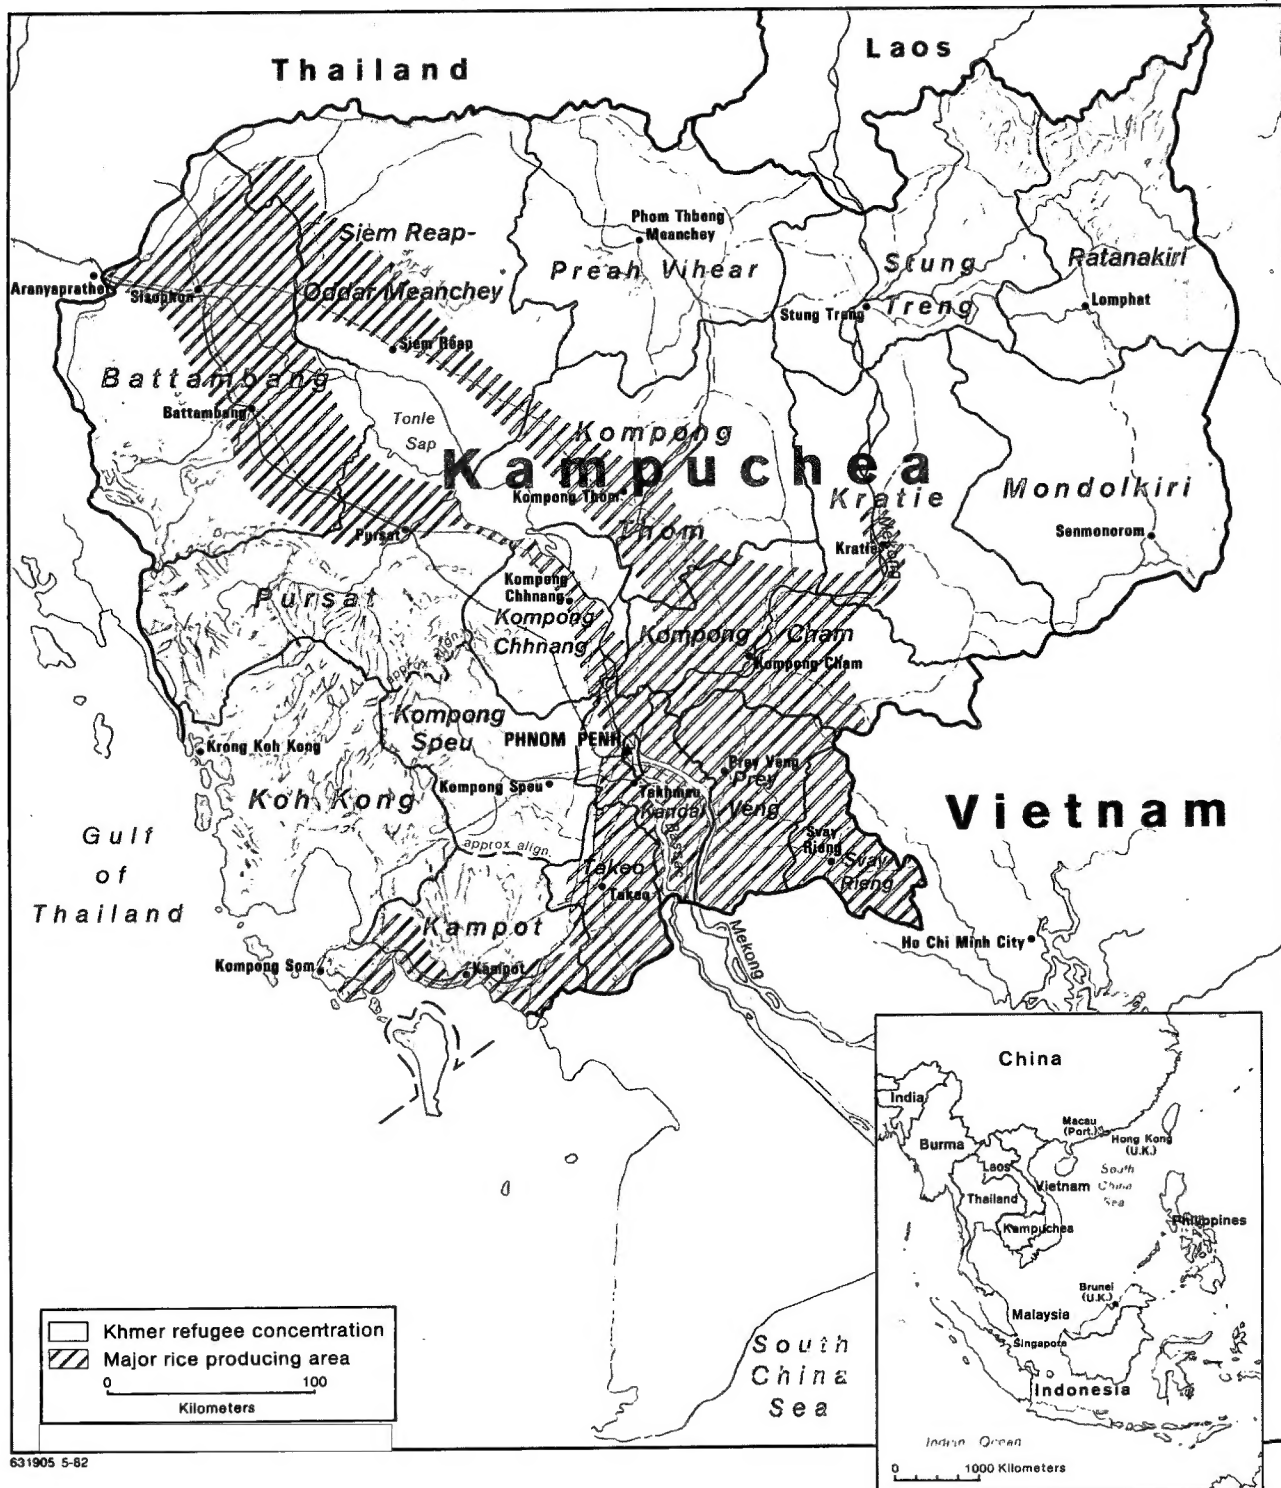 Thailand
Laos
Siem Reap-
Oddar Meanchey
Phom Thbeng
Meanchey
Preah Vihear
Stung
Treng
Ratanakiri
Aranyaprathet
Sisophon
Stung Treng
Lomphat
Siem Reap
Battambang
Battambang
Tonle
Sap
Kompong
Thom
Kampuchea
Kompong Thom
Kratie
Mondolkiri
Kratie
Mekong
Senmonorom
Pursat
Pursat
Kompong
Chhnang
Kompong
Chhnang
Kompong Cham
Kompong Cham
approx align.
Kompong
Speu
PHNOM PENH
Krong Koh Kong
Koh Kong
Kompong Speu
Takhmau
Kandal
Prey Veng
Prey
Veng
Bassac
Svay
Rieng
Svay
Rieng
Vietnam
Gulf
of
Thailand
approx align.
Takeo
Takeo
Kampot
Kompong Som
Kampot
Mekong
Ho Chi Minh City
China
India
Burma
Macau
(Port.)
Hong Kong
(U.K.)
Laos
South
China
Sea
Vietnam
Thailand
Kampuchea
Philippines
Brunei
(U.K.)
Malaysia
Singapore
Indonesia
Indian Ocean
0 1000 Kilometers
South
China
Sea
Khmer refugee concentration
Major rice producing area
0 100
Kilometers
631905 5-82